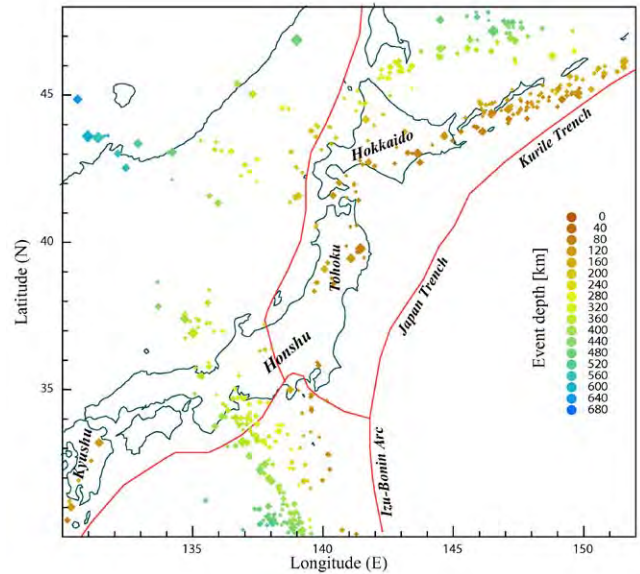 45
40
35
Latitude (N)
Hokkaido
Kurile Trench
Tohoku
Japan Trench
Honshu
Kyushu
Izu-Bonin Arc
Event depth [km]
0
40
80
120
160
200
240
280
320
360
400
440
480
520
560
600
640
680
135
140
145
150
Longitude (E)